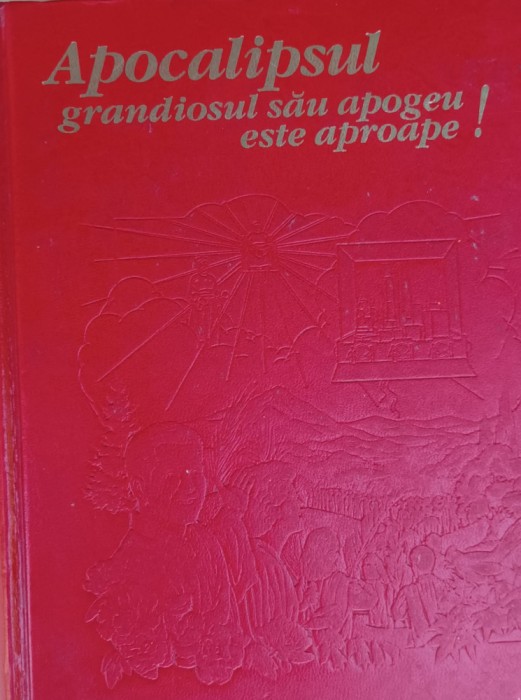 Apocalipsul
grandiosul său apogeu
este aproape!